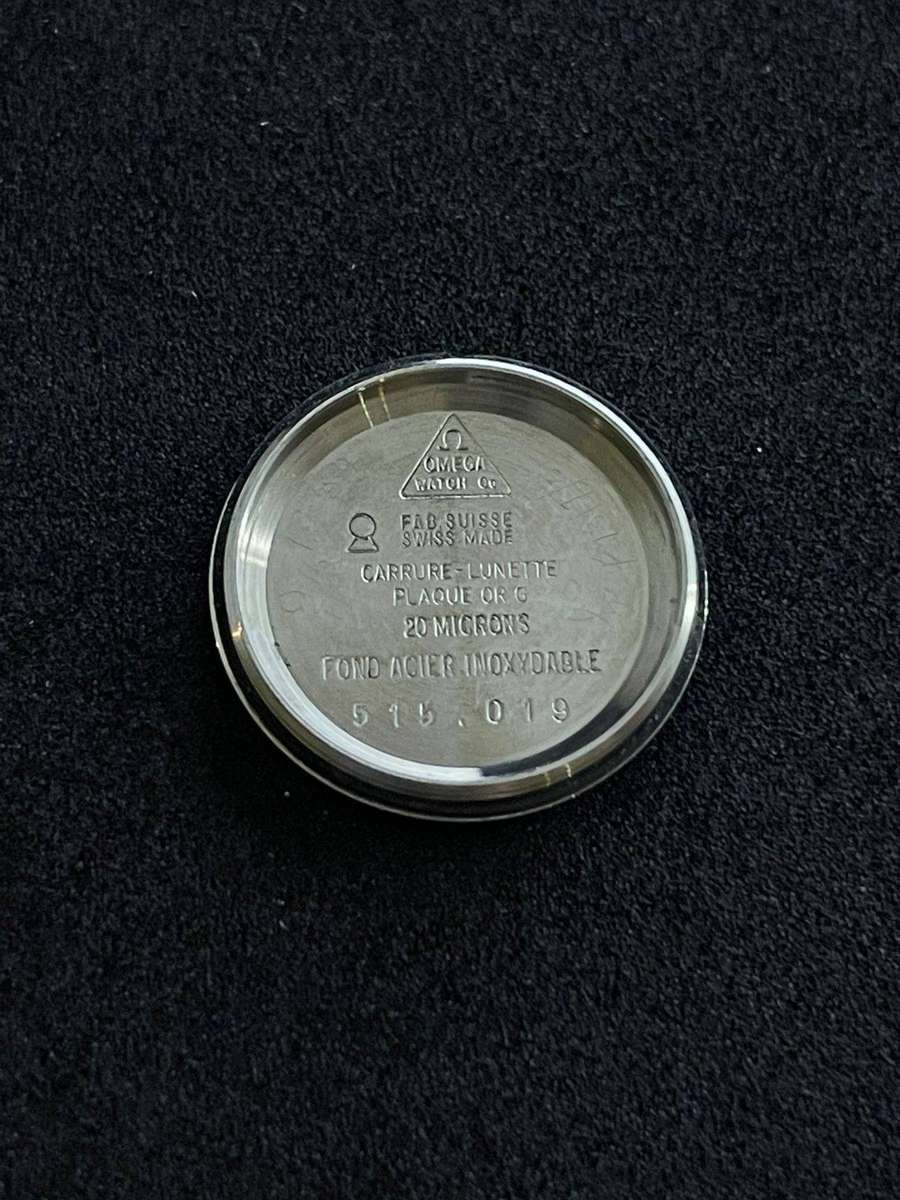 Ω
OMEGA
WATCH Co
FAB. SUISSE
SWISS MADE
CARRURE-LUNETTE
PLAQUE OR G
20 MICRONS
FOND ACIER INOXYDABLE
515.019